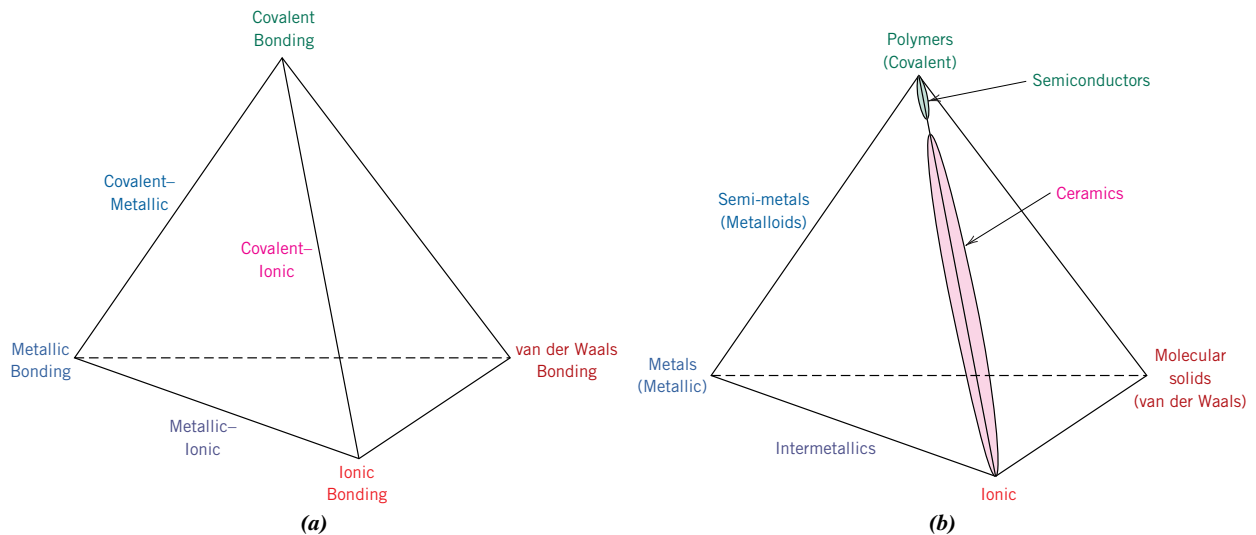 Covalent
Bonding
Covalent–
Metallic
Covalent–
Ionic
Metallic
Bonding
van der Waals
Bonding
Metallic–
Ionic
Ionic
Bonding
(a)
Polymers
(Covalent)
Semiconductors
Semi-metals
(Metalloids)
Ceramics
Metals
(Metallic)
Molecular
solids
(van der Waals)
Intermetallics
Ionic
(b)